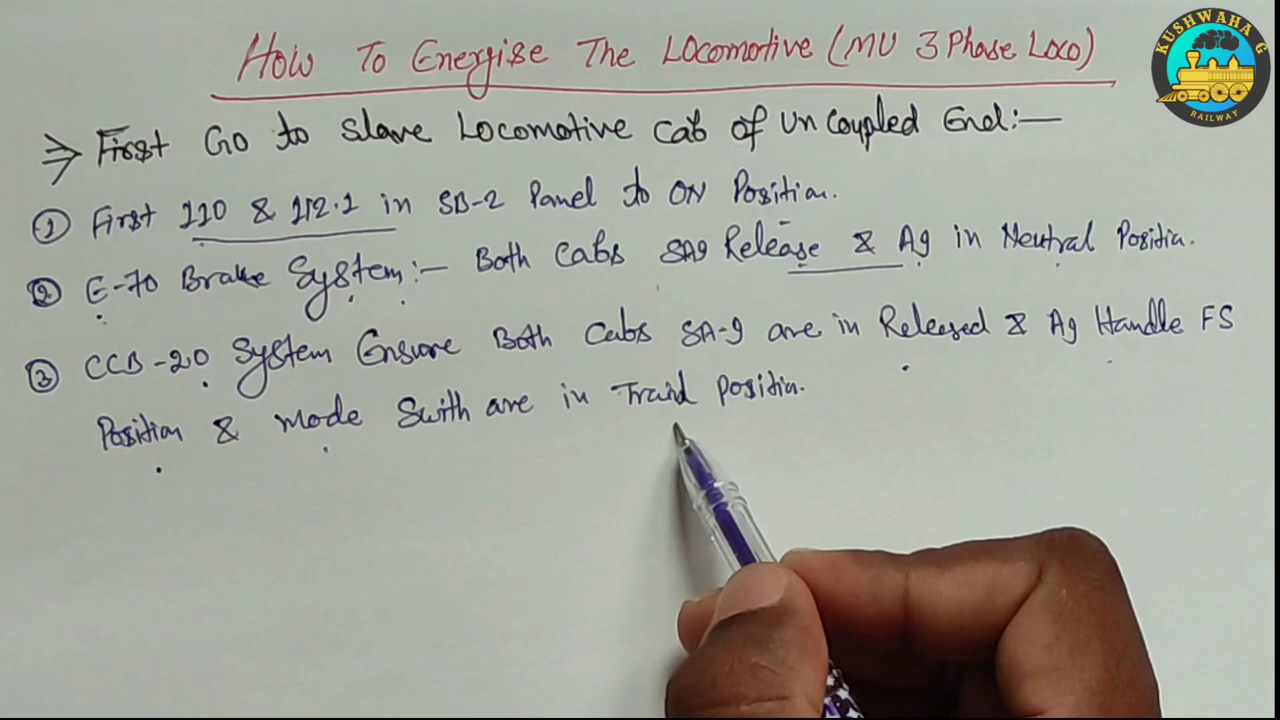 How To Energise The Locomotive (MU 3 Phase Loco)
⇒ First Go to Slave Locomotive cab of Un Coupled End:—
① First 110 & 112.1 in SB-2 Panel to ON Position.
② E-70 Brake System:— Both Cabs SA9 Release & A9 in Neutral Positin.
③ CCB-2.0 System Ensure Both Cabs SA-9 are in Released & A9 Handle FS
Position & mode Swith are in Position.
KUSHWAHA G
RAILWAY